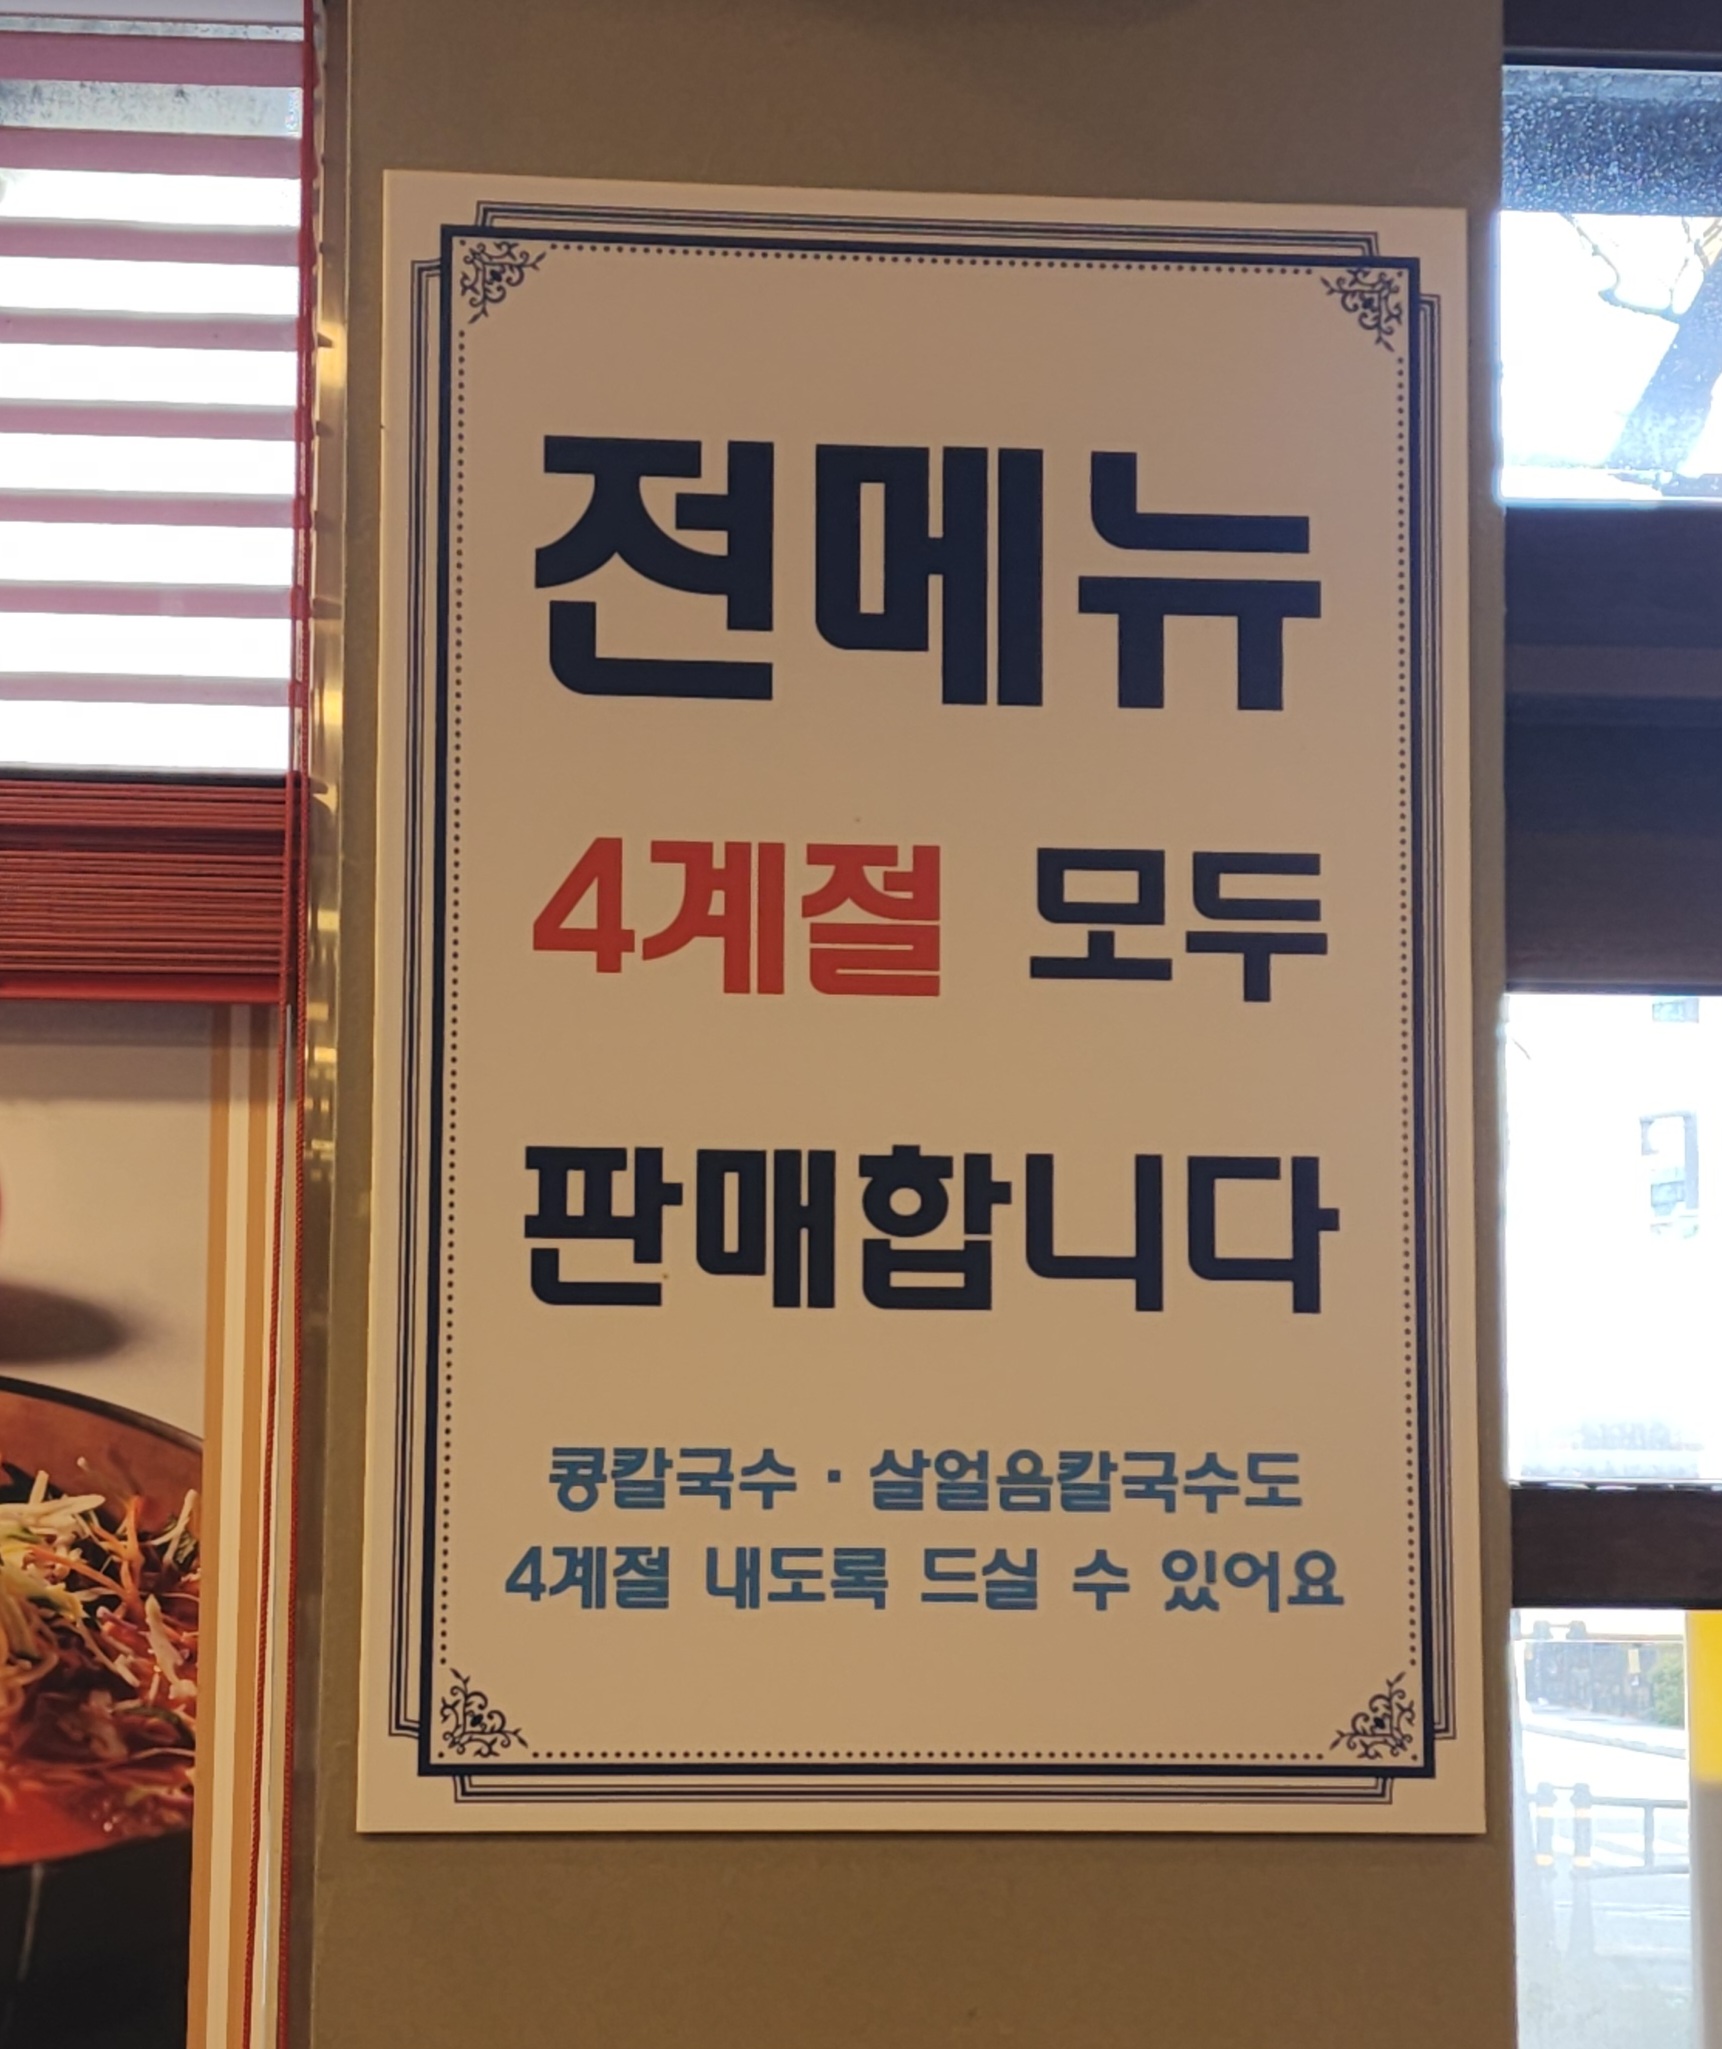 전메뉴
4계절 모두
판매합니다
콩칼국수 · 살얼음칼국수도
4계절 내도록 드실 수 있어요